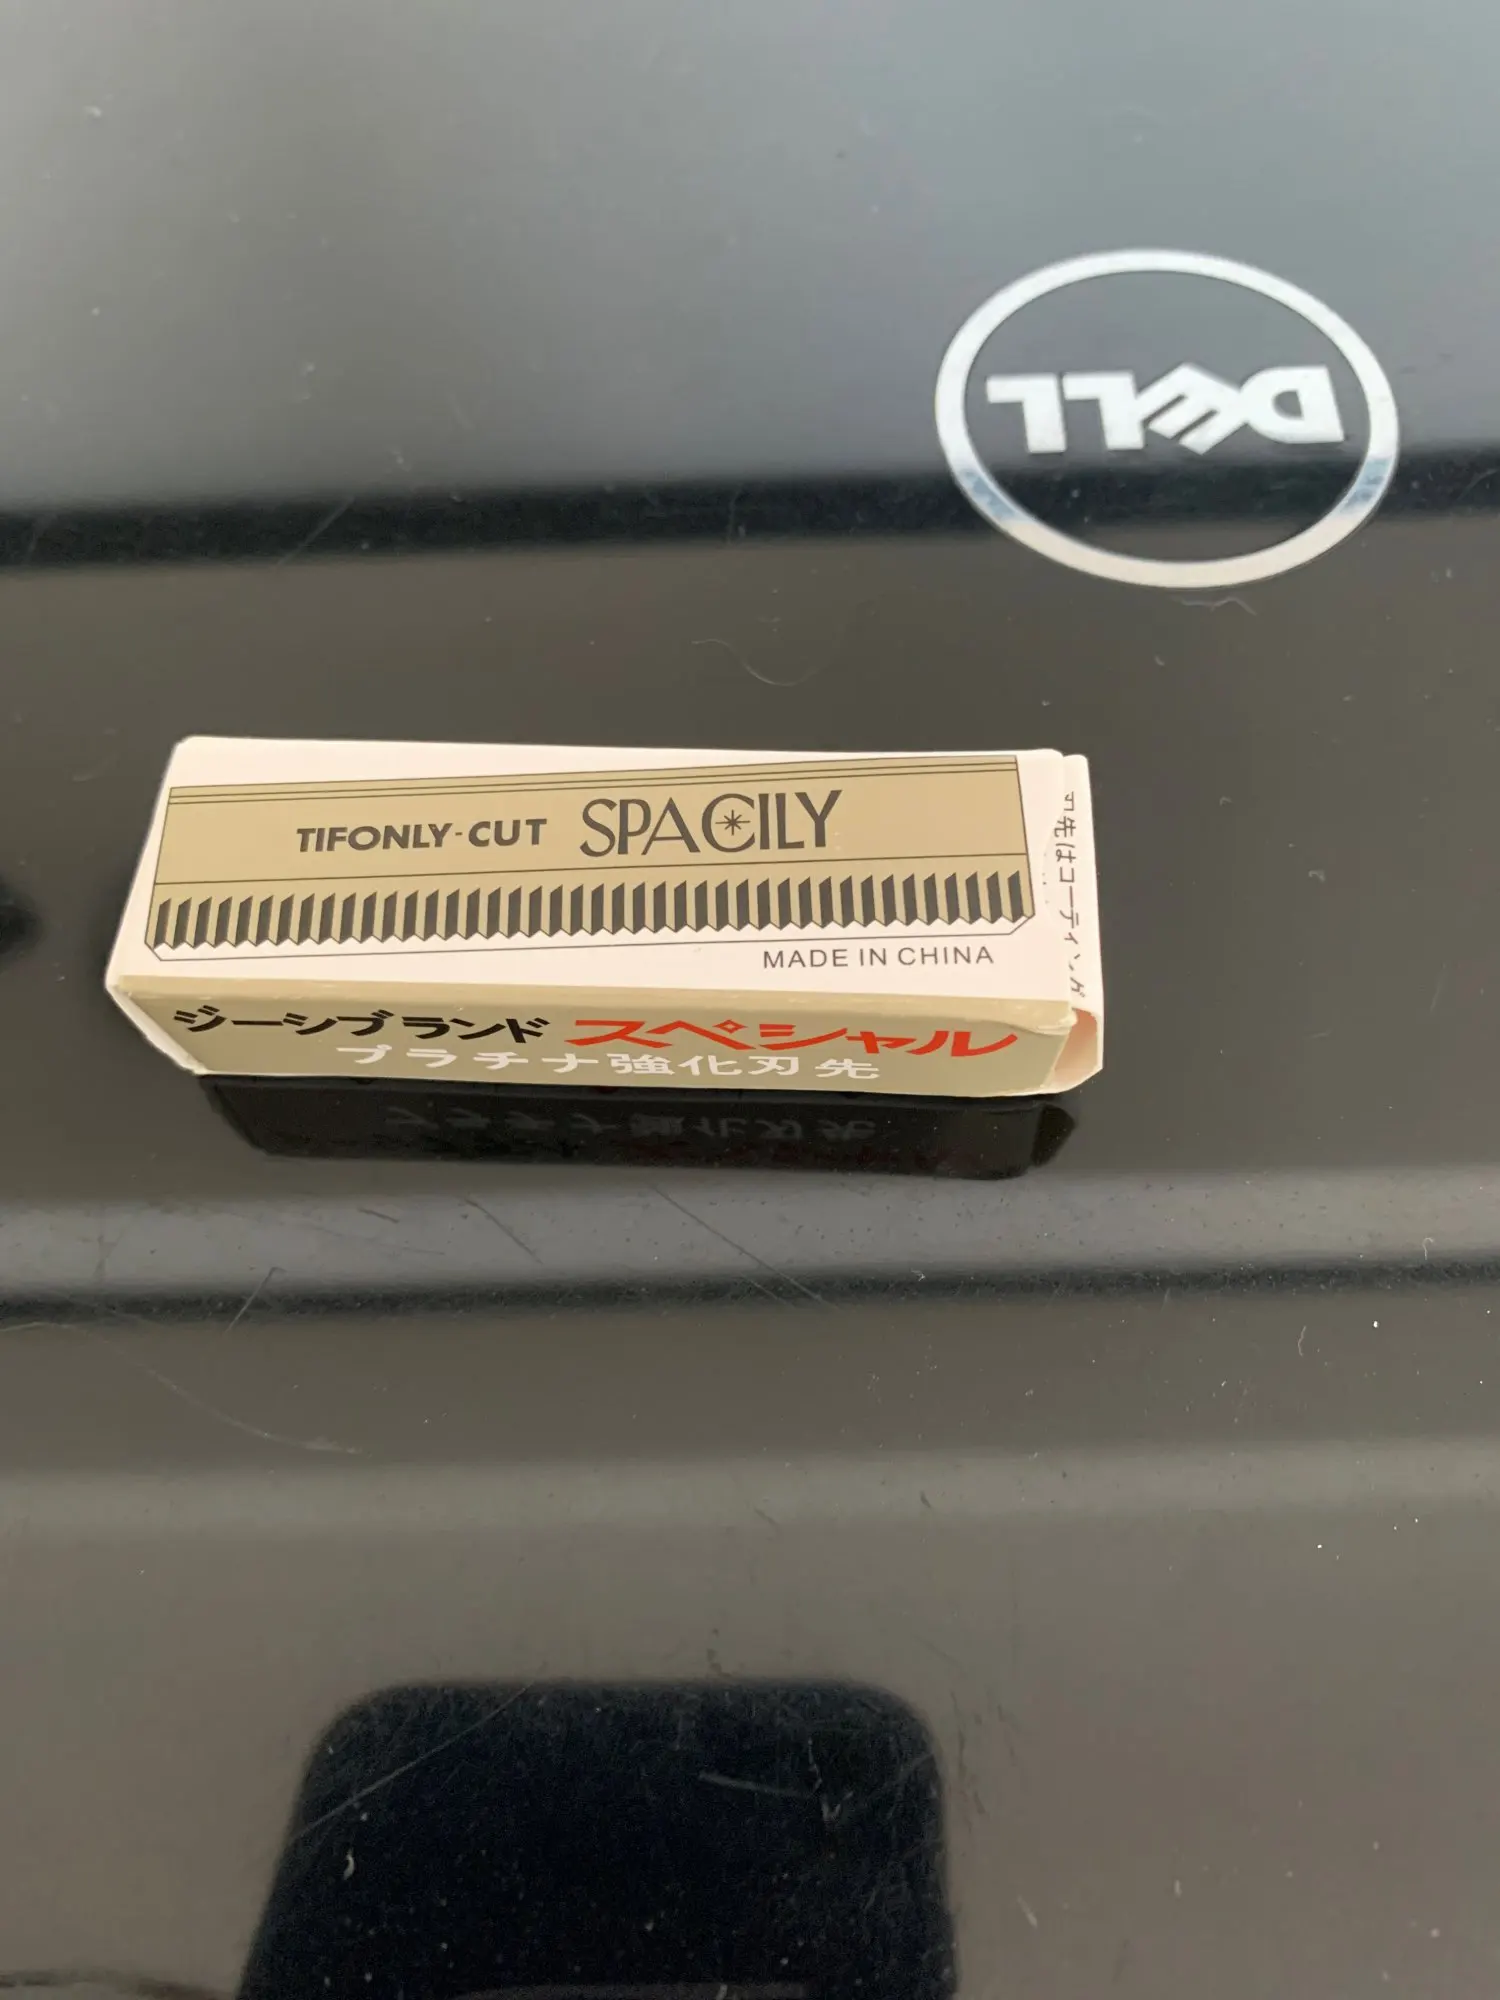 DELL
TIFONLY-CUT SPACILY
MADE IN CHINA
ジーシブランド スペシャル
プラチナ強化刃先
刃先はコーティング